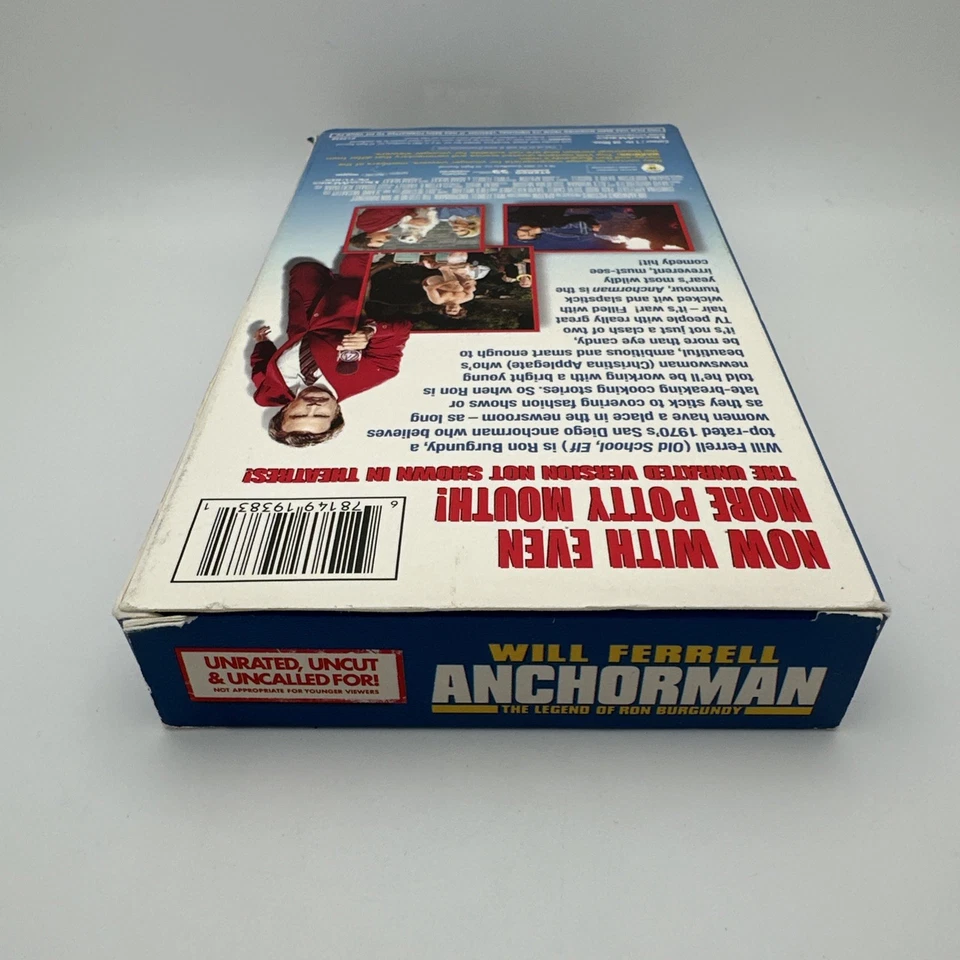 NOW WITH EVEN
MORE POTTY MOUTH!
THE UNRATED VERSION NOT SHOWN IN THEATRES!
Will Ferrell (Old School, Elf) is Ron Burgundy, a
top-rated 1970's San Diego anchorman who believes
women have a place in the newsroom – as long
as they stick to covering fashion shows or
late-breaking cooking stories. So when Ron is
told he'll be working with a bright young
newswoman (Christina Applegate) who's
beautiful, ambitious and smart enough to
be more than eye candy,
it's not just a clash of two
TV people with really great
hair – it's war! Filled with
wicked wit and slapstick
humour, Anchorman is the
year's most wildly
irreverent, must-see
comedy hit!
6 78149 19383 1
UNRATED, UNCUT
& UNCALLED FOR!
NOT APPROPRIATE FOR YOUNGER VIEWERS
WILL FERRELL
ANCHORMAN
THE LEGEND OF RON BURGUNDY